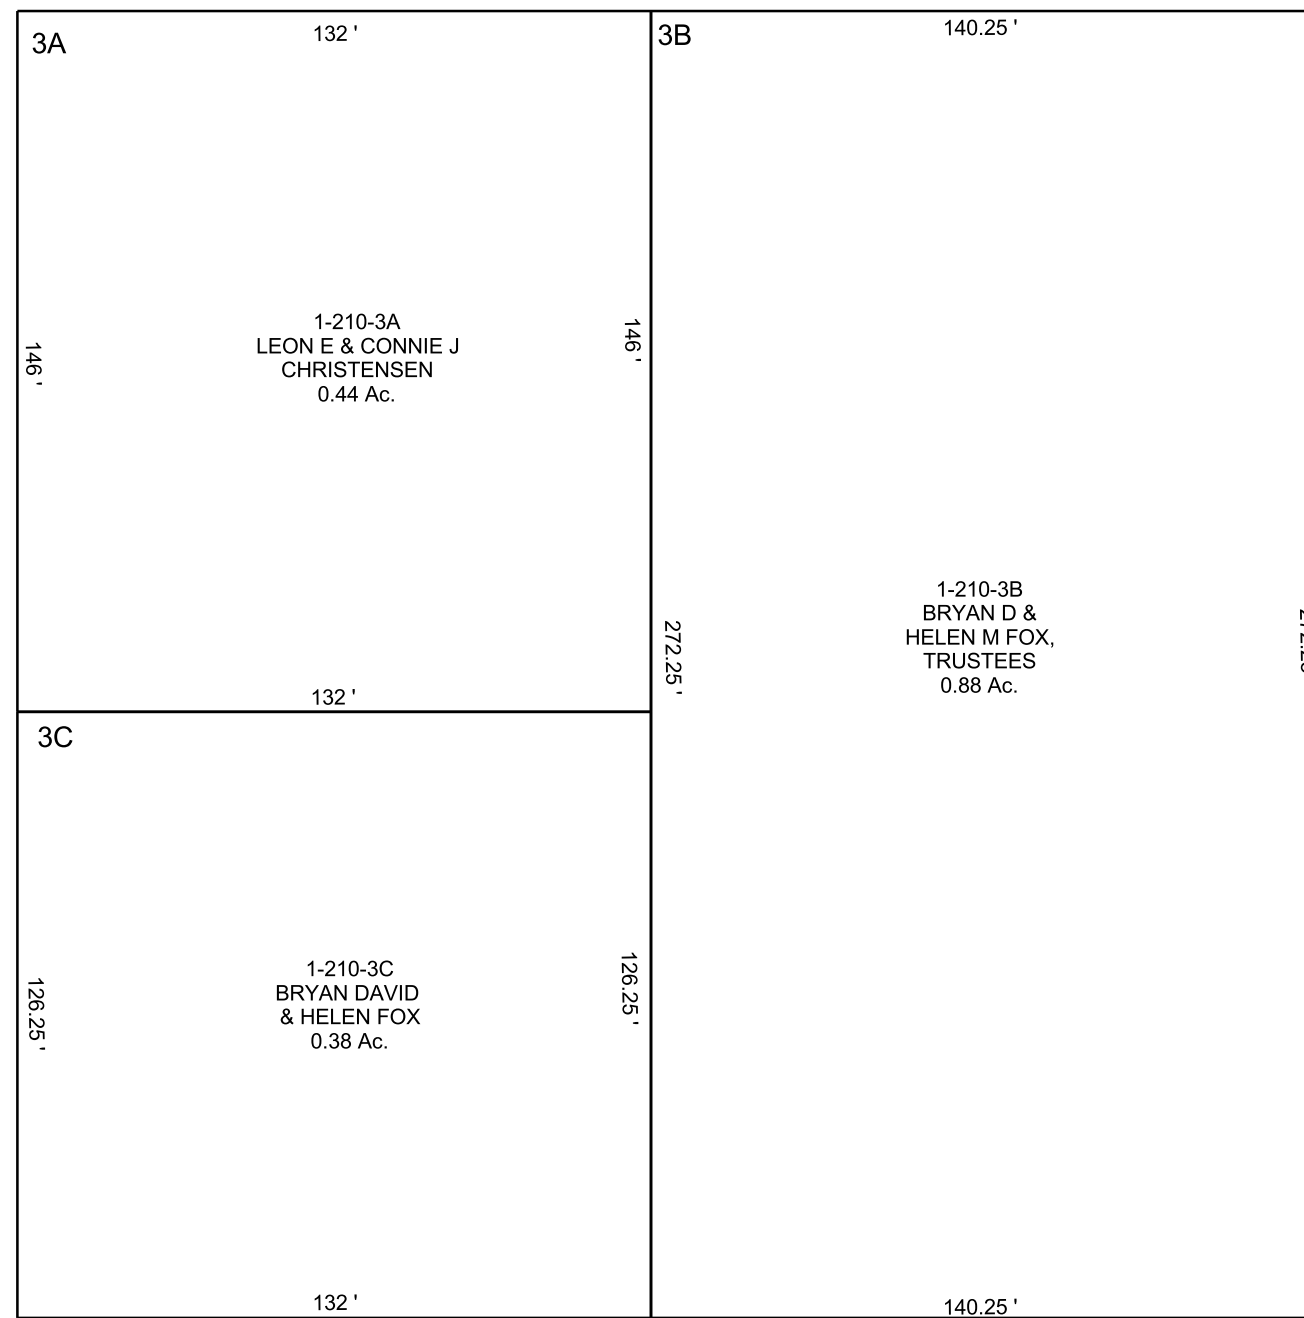 3A
132 '
3B
140.25 '
146 '
1-210-3A
LEON E & CONNIE J
CHRISTENSEN
0.44 Ac.
146 '
132 '
272.25 '
1-210-3B
BRYAN D &
HELEN M FOX,
TRUSTEES
0.88 Ac.
3C
126.25 '
1-210-3C
BRYAN DAVID
& HELEN FOX
0.38 Ac.
126.25 '
132 '
140.25 '